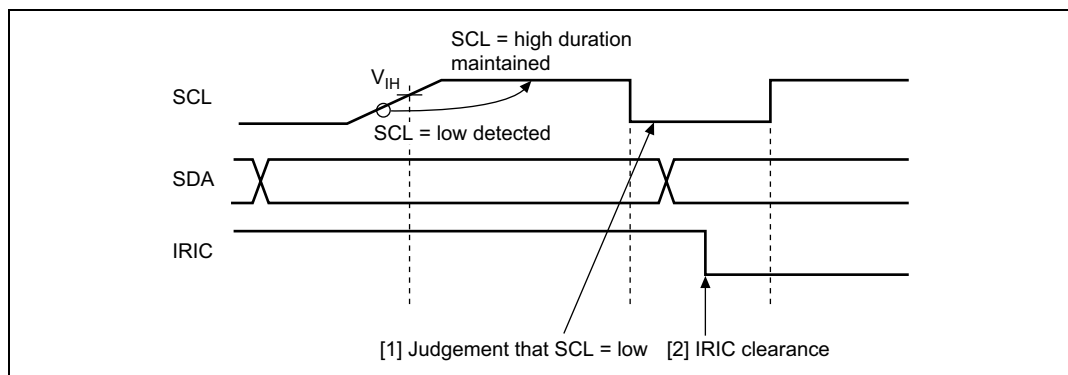 SCL = high duration
maintained
V_IH
SCL
SCL = low detected
SDA
IRIC
[1] Judgement that SCL = low
[2] IRIC clearance